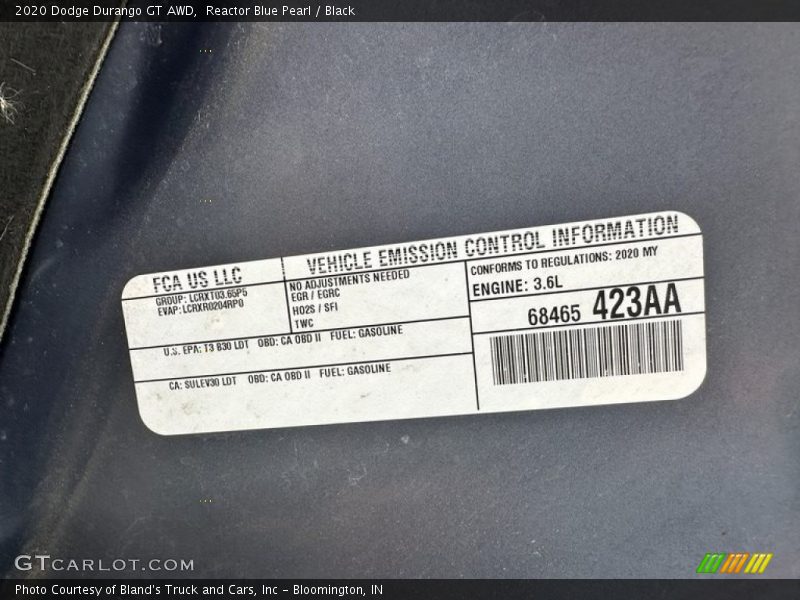 2020 Dodge Durango GT AWD, Reactor Blue Pearl / Black
FCA US LLC
GROUP: LCRXT03.65P5
EVAP: LCRXR0204RP0
VEHICLE EMISSION CONTROL INFORMATION
NO ADJUSTMENTS NEEDED
EGR / EGRC
HO2S / SFI
TWC
CONFORMS TO REGULATIONS: 2020 MY
ENGINE: 3.6L
68465 423AA
U.S. EPA: T3 B30 LDT OBD: CA OBD II FUEL: GASOLINE
CA: SULEV30 LDT OBD: CA OBD II FUEL: GASOLINE
GTCARLOT.COM
Photo Courtesy of Bland's Truck and Cars, Inc – Bloomington, IN